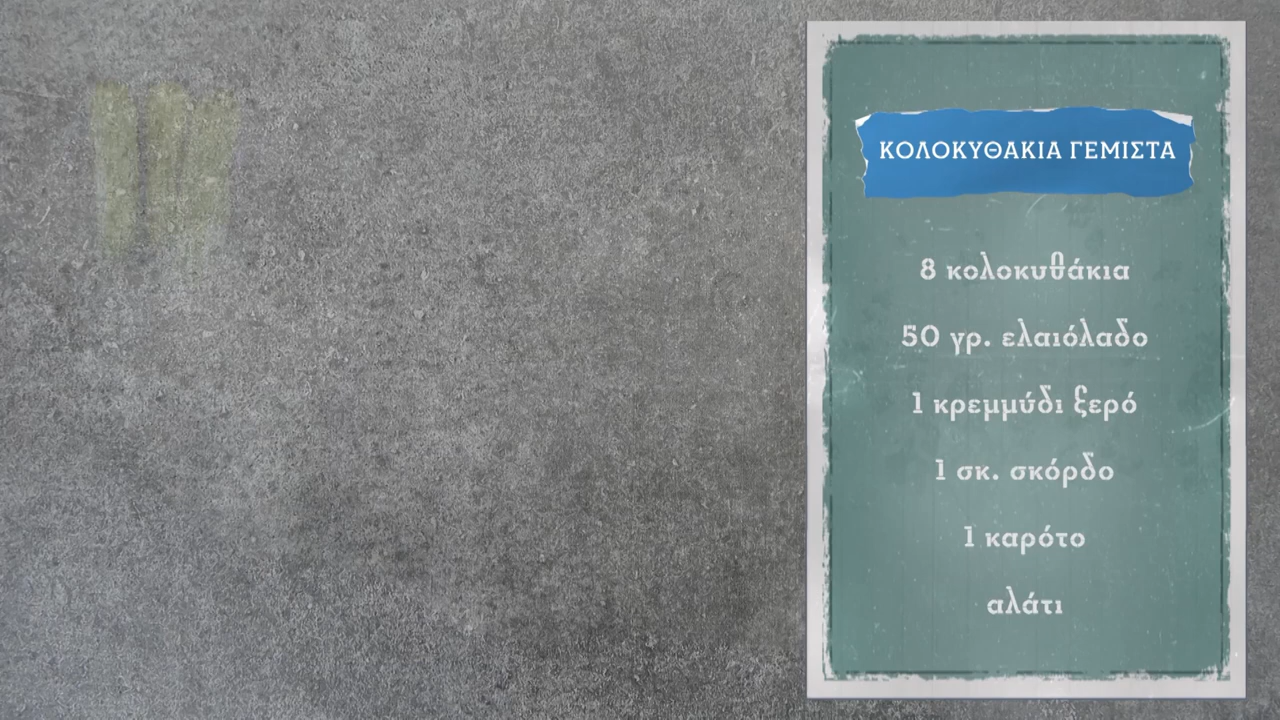 ΚΟΛΟΚΥΘΑΚΙΑ ΓΕΜΙΣΤΑ
8 κολοκυθάκια
50 γρ. ελαιόλαδο
1 κρεμμύδι ξερό
1 σκ. σκόρδο
1 καρότο
αλάτι